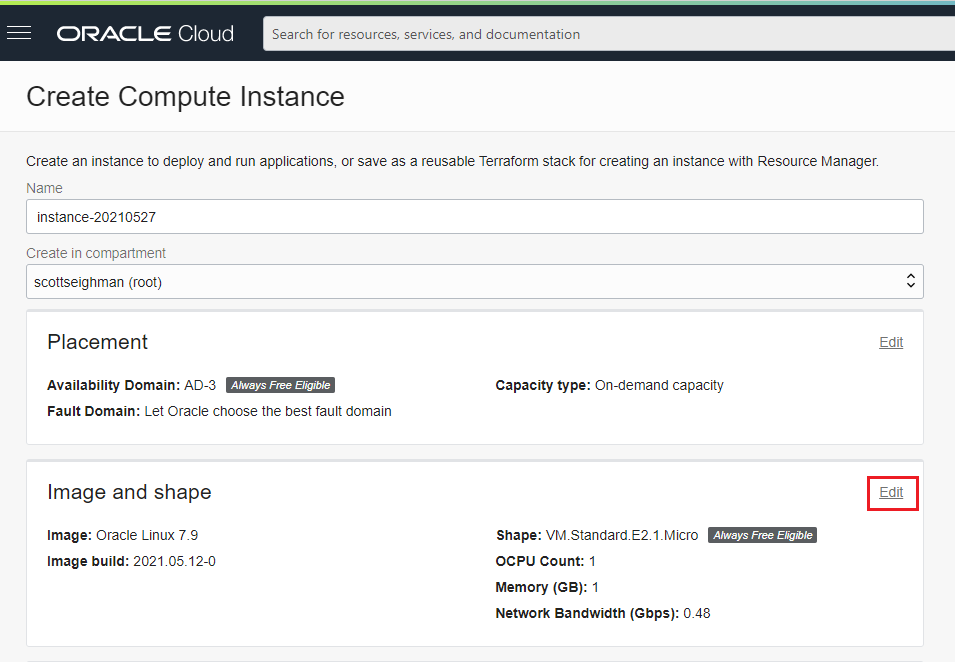 ORACLE Cloud
Search for resources, services, and documentation
Create Compute Instance
Create an instance to deploy and run applications, or save as a reusable Terraform stack for creating an instance with Resource Manager.
Name
instance-20210527
Create in compartment
scottseighman (root)
Placement
Edit
Availability Domain: AD-3 Always Free Eligible
Fault Domain: Let Oracle choose the best fault domain
Capacity type: On-demand capacity
Image and shape
Edit
Image: Oracle Linux 7.9
Image build: 2021.05.12-0
Shape: VM.Standard.E2.1.Micro Always Free Eligible
OCPU Count: 1
Memory (GB): 1
Network Bandwidth (Gbps): 0.48